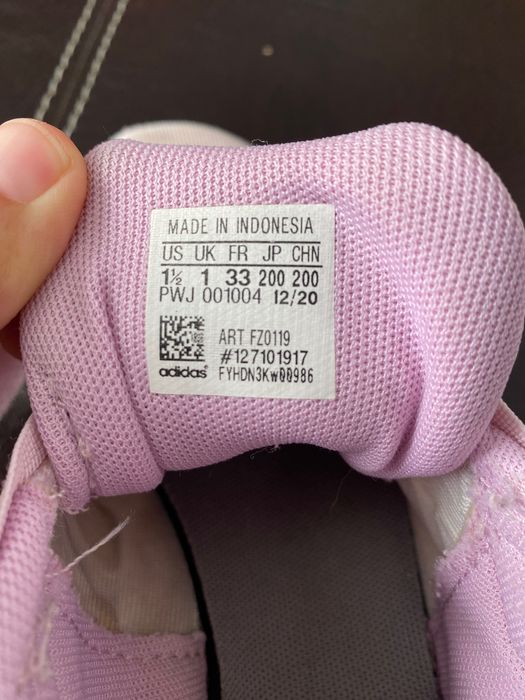 MADE IN INDONESIA
US UK FR JP CHN
1½ 1 33 200 200
PWJ 001004 12/20
ART FZ0119
#127101917
adidas® FYHDN3Kw00986